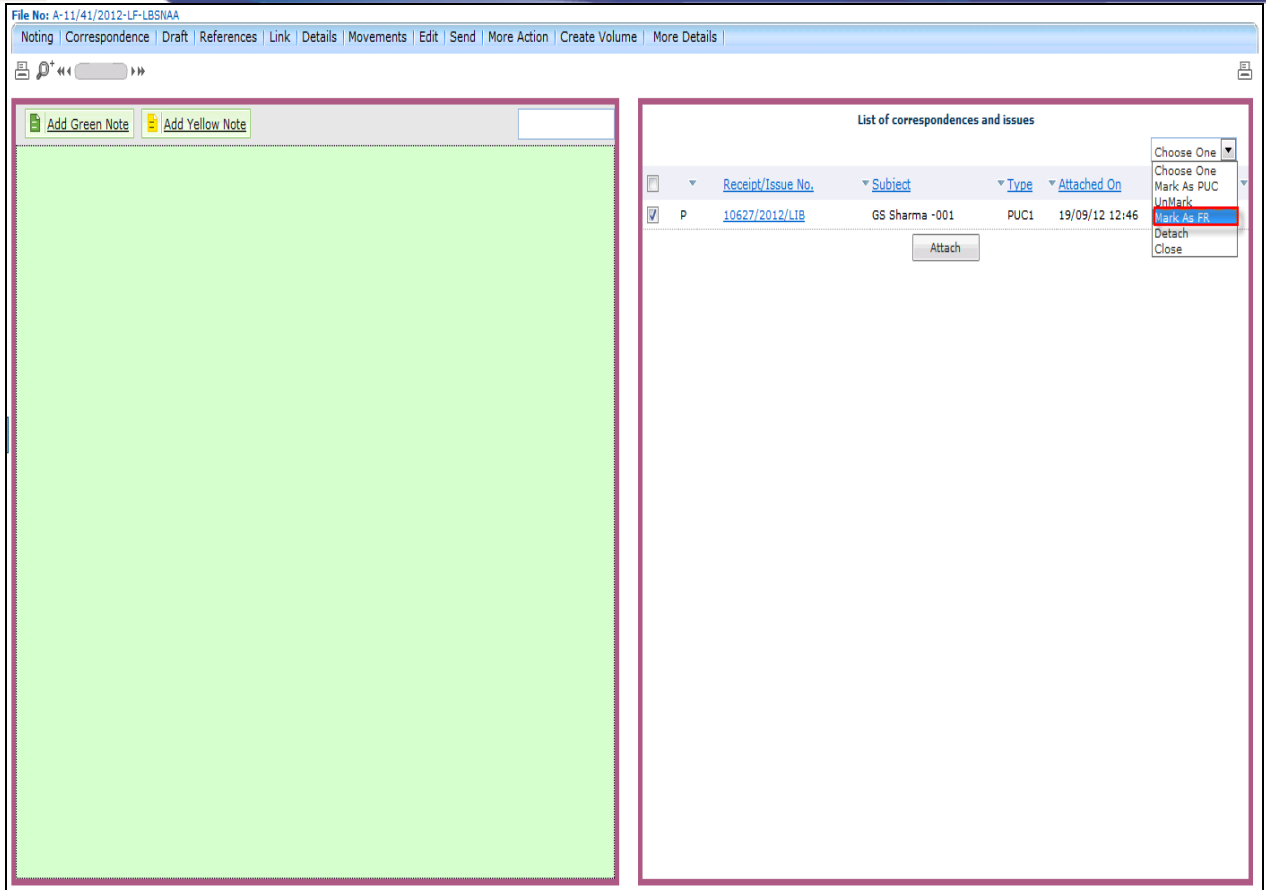 File No: A-11/41/2012-LF-LBSNAA
Noting | Correspondence | Draft | References | Link | Details | Movements | Edit | Send | More Action | Create Volume | More Details |
Add Green Note Add Yellow Note
List of correspondences and issues
Choose One
Receipt/Issue No. Subject Type Attached On
P 10627/2012/LIB GS Sharma -001 PUC1 19/09/12 12:46
Choose One
Mark As PUC
UnMark
Mark As FR
Detach
Close
Attach